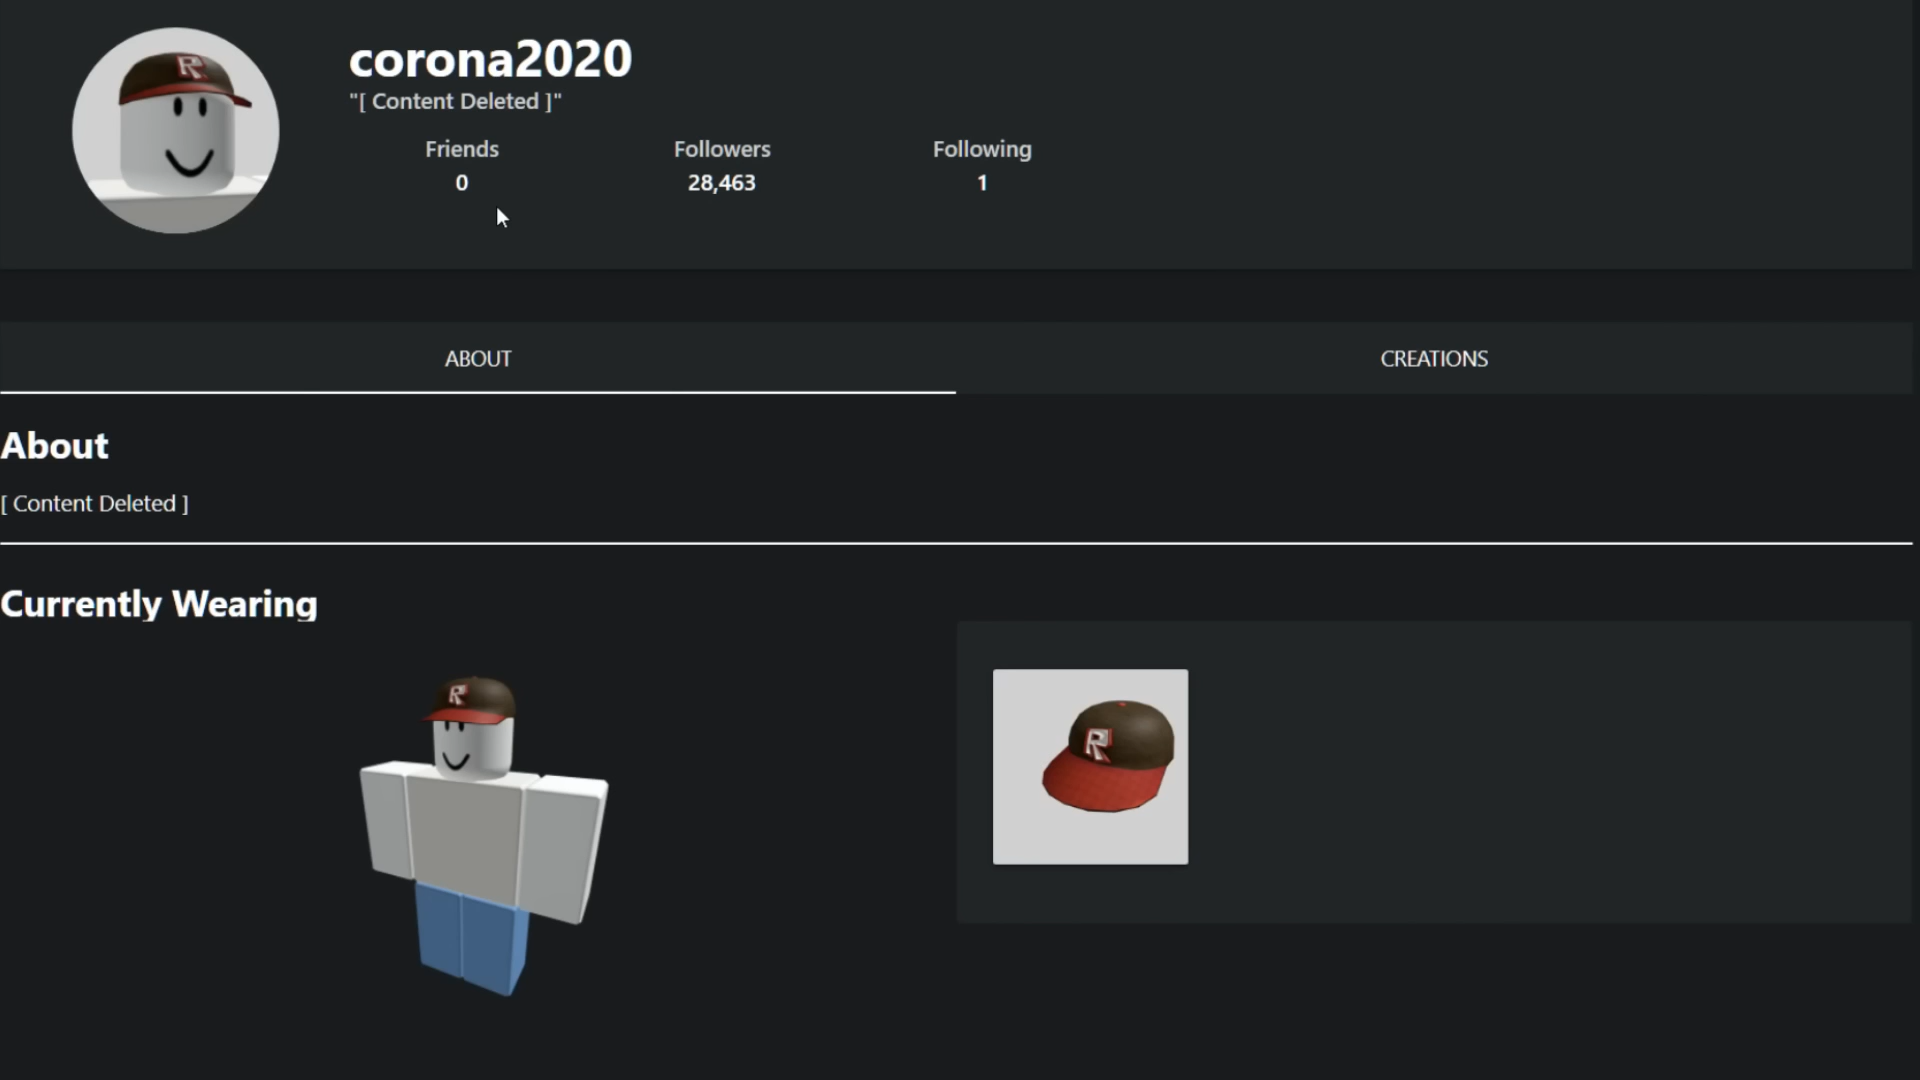 corona2020
"[ Content Deleted ]"
Friends
Followers
Following
0
28,463
1
ABOUT
CREATIONS
About
[ Content Deleted ]
Currently Wearing
R
R
R